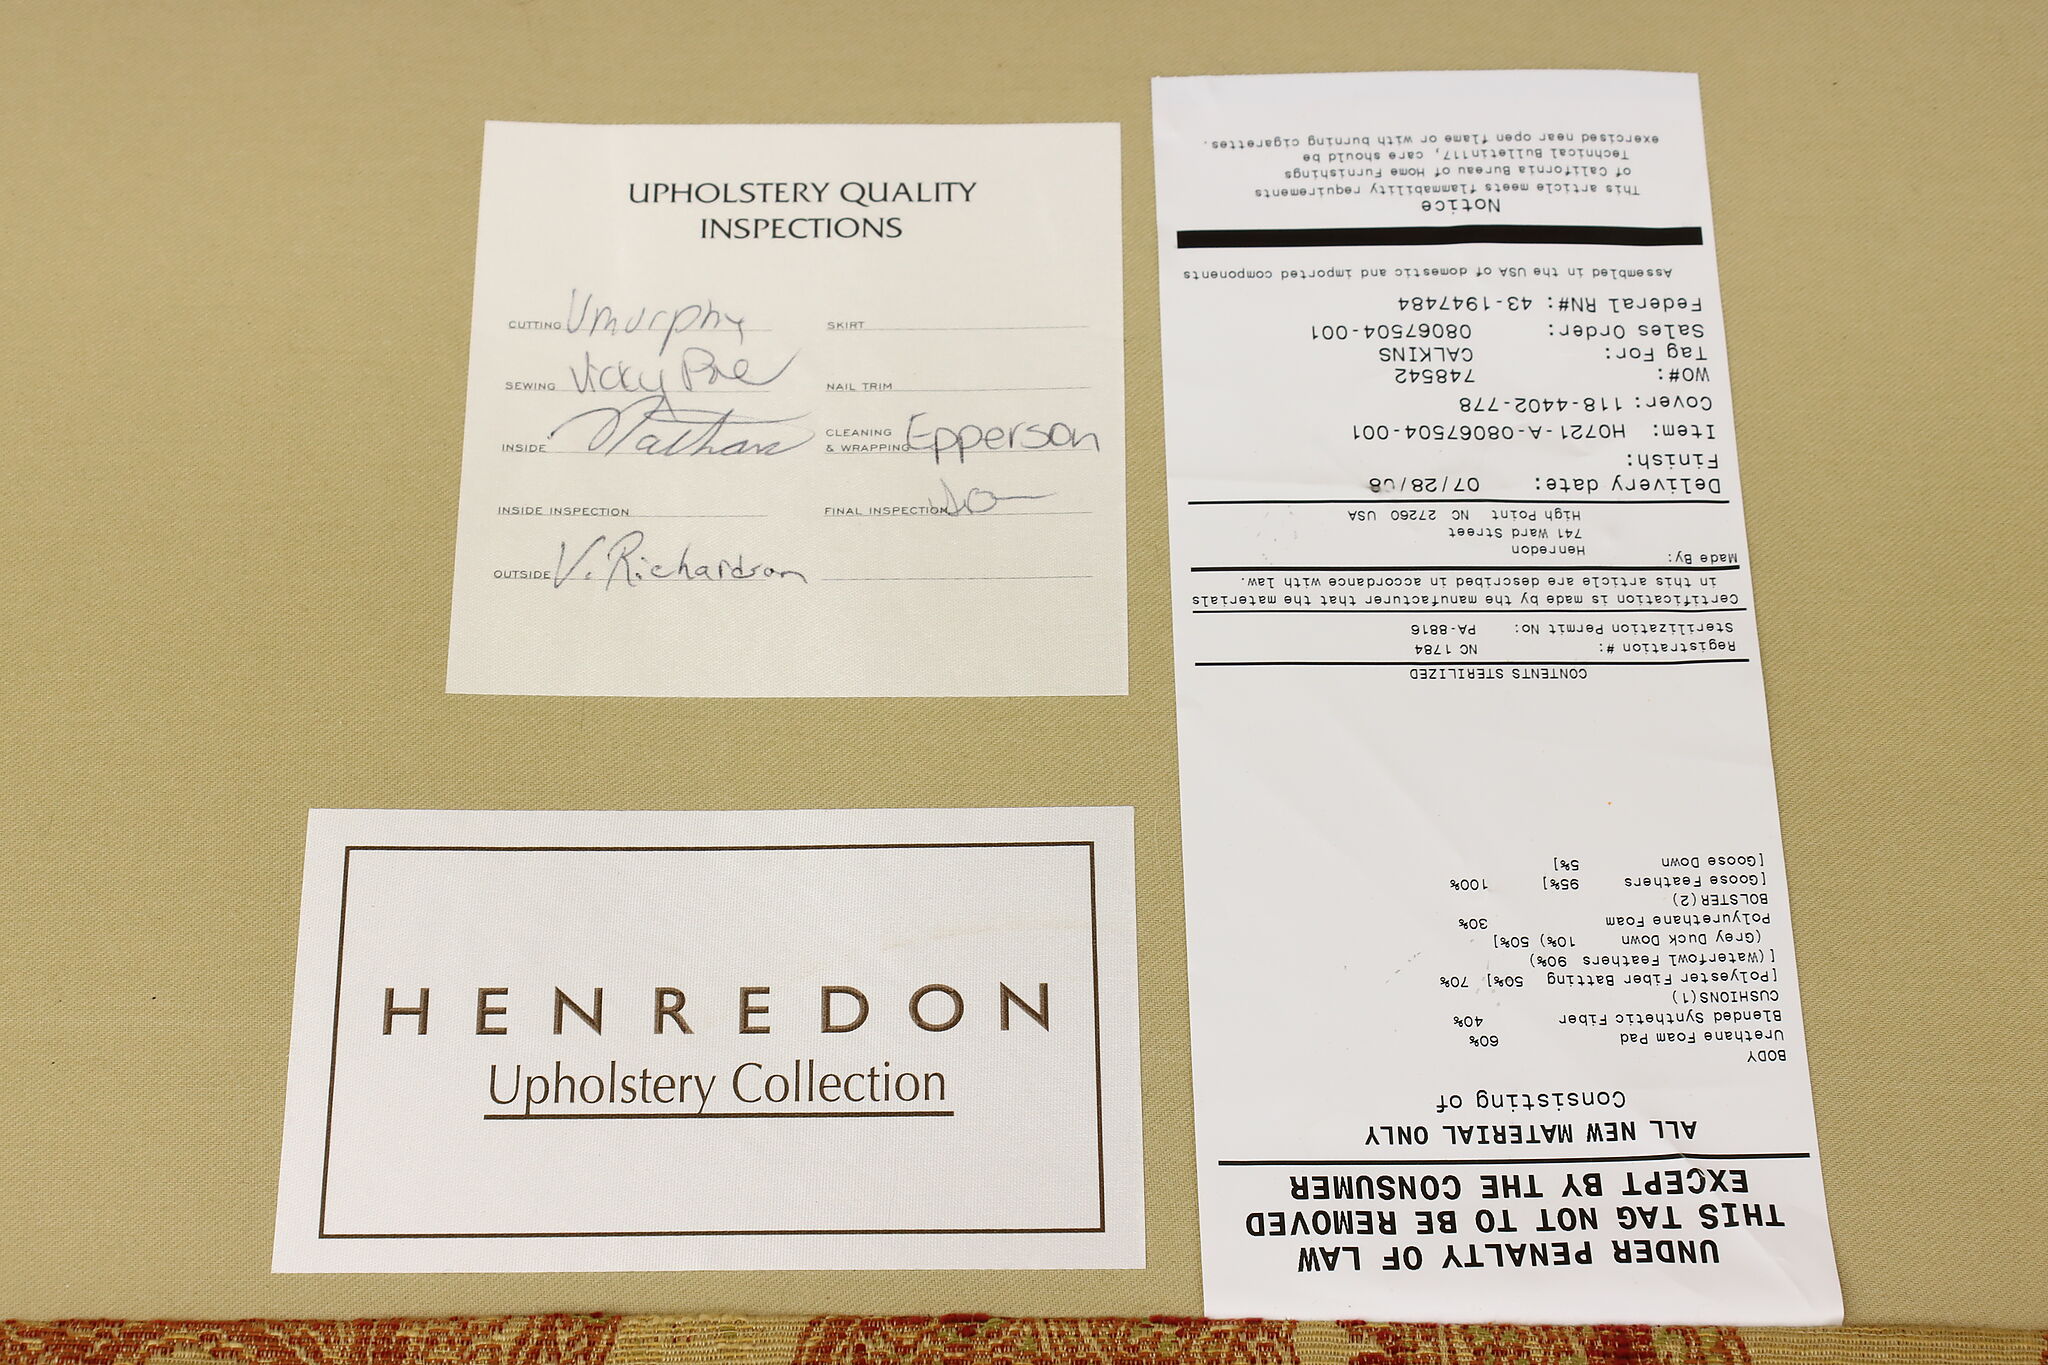 UPHOLSTERY QUALITY
INSPECTIONS
CUTTING Vmurphy
SEWING Vicky Poe
INSIDE Nathan
INSIDE INSPECTION
OUTSIDE V. Richardson
SKIRT
NAIL TRIM
CLEANING
& WRAPPING Epperson
FINAL INSPECTION
HENREDON
Upholstery Collection
UNDER PENALTY OF LAW
THIS TAG NOT TO BE REMOVED
EXCEPT BY THE CONSUMER
ALL NEW MATERIAL ONLY
Consisting of
BODY
Urethane Foam Pad 60%
Blended Synthetic Fiber 40%
CUSHIONS(1)
[Polyester Fiber Batting 50%] 70%
[(Waterfowl Feathers 90%)
(Grey Duck Down 10%) 50%]
Polyurethane Foam 30%
BOLSTER(2)
[Goose Feathers 95%] 100%
[Goose Down 5%]
CONTENTS STERILIZED
Registration #: NC 1784
Sterilization Permit No: PA-8816
Certification is made by the manufacturer that the materials
in this article are described in accordance with law.
Made By:
Henredon
741 Ward Street
High Point NC 27260 USA
Delivery date: 07/28/08
Finish:
Item: H0721-A-08067504-001
Cover: 118-4402-778
WO#: 748542
Tag For: CALKINS
Sales Order: 08067504-001
Federal RN#: 43-1947484
Assembled in the USA of domestic and imported components
Notice
This article meets flammability requirements
of California Bureau of Home Furnishings
Technical Bulletin117, care should be
exercised near open flame or with burning cigarettes.